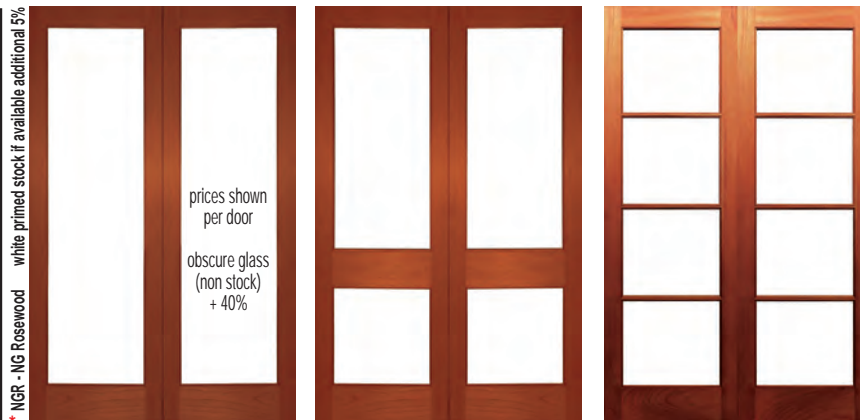 * NGR - NG Rosewood white primed stock if available additional 5%
prices shown
per door
obscure glass
(non stock)
+ 40%